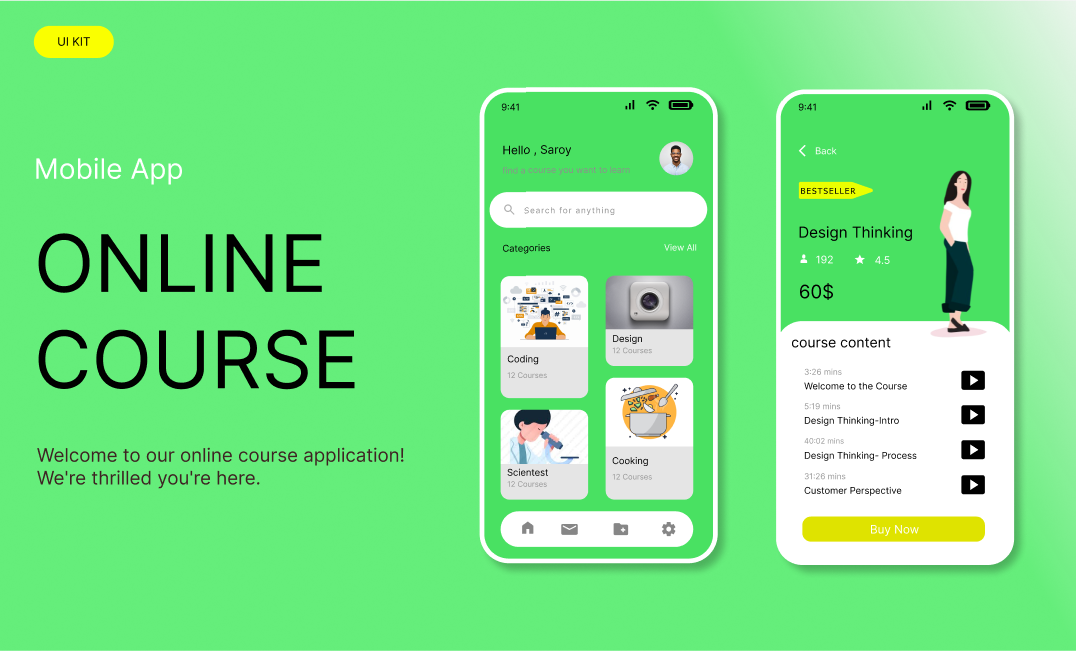 UI KIT
Mobile App
ONLINE
COURSE
Welcome to our online course application!
We're thrilled you're here.
9:41
Hello , Saroy
find a course you want to learn
Search for anything
Categories
View All
Coding
12 Courses
Design
12 Courses
Scientest
12 Courses
Cooking
12 Courses
9:41
Back
BESTSELLER
Design Thinking
192
4.5
60$
course content
3:26 mins
Welcome to the Course
5:19 mins
Design Thinking-Intro
40:02 mins
Design Thinking- Process
31:26 mins
Customer Perspective
Buy Now